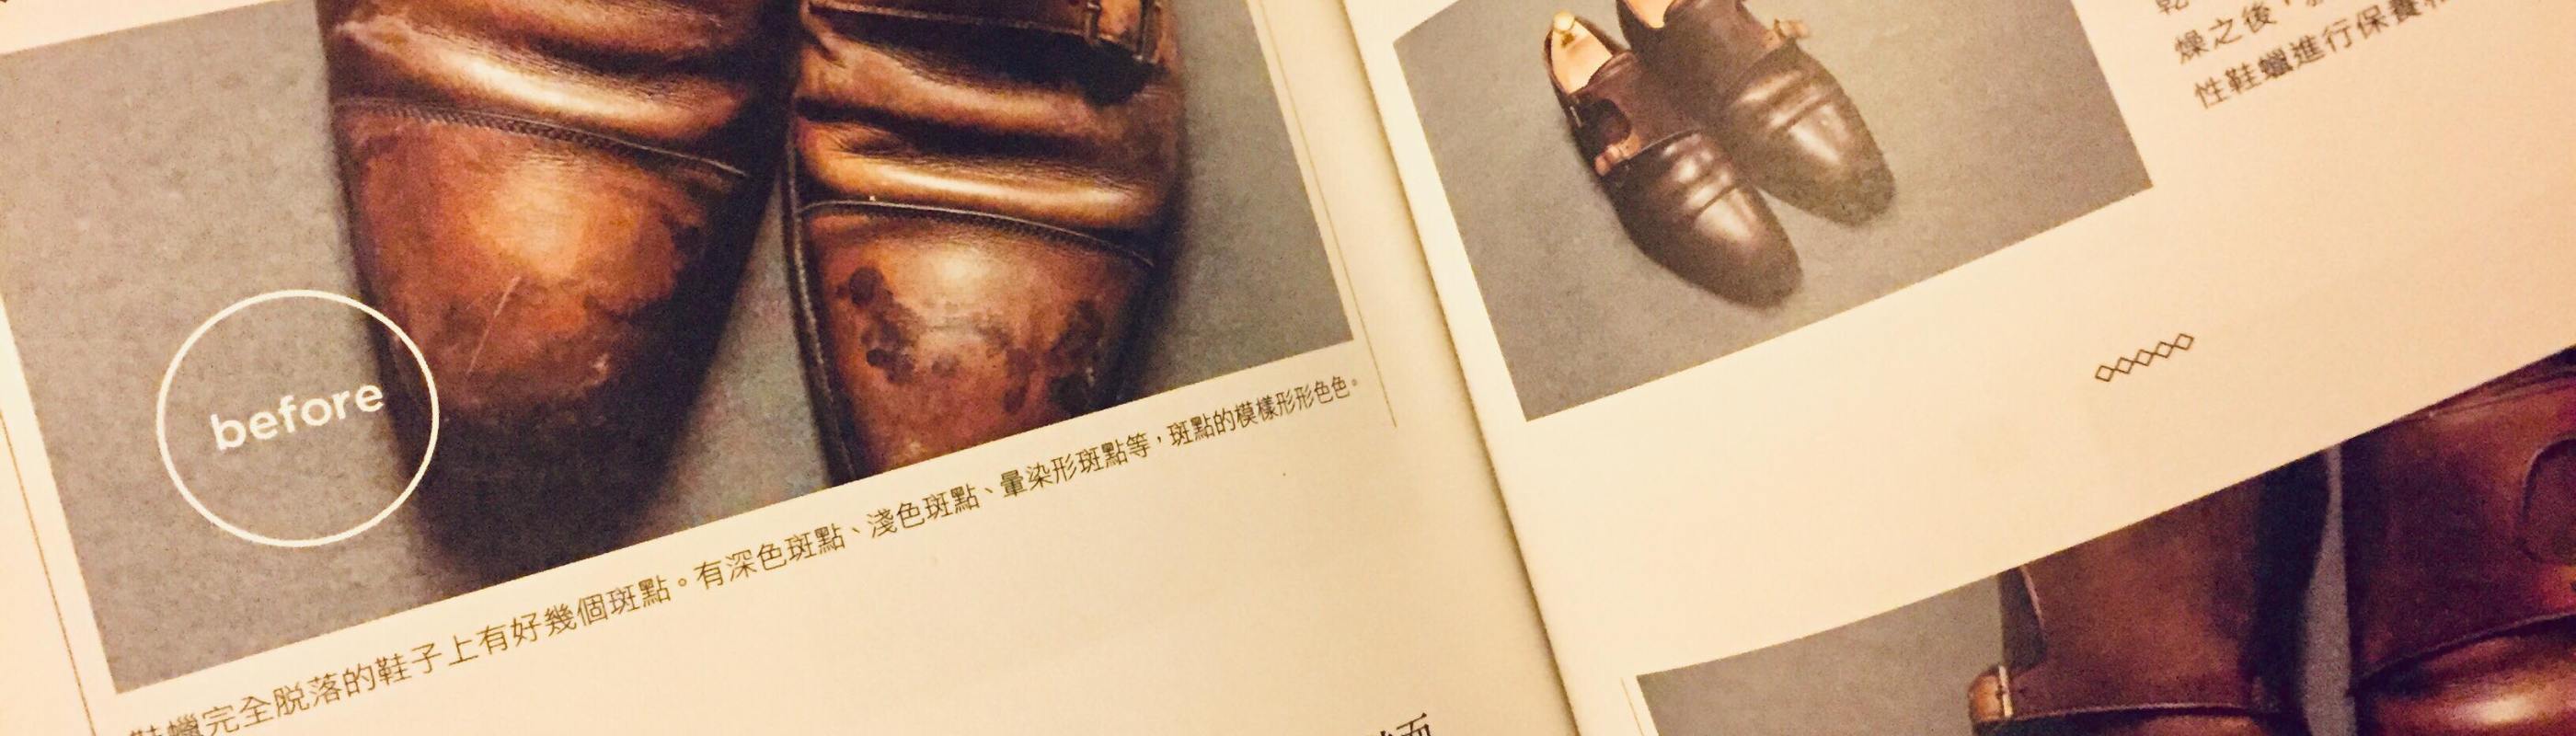 before
鞋蠟完全脱落的鞋子上有好幾個斑點。有深色斑點、淺色斑點、暈染形斑點等，斑點的模樣形形色色。
乾
燥之後，
性鞋蠟進行保養